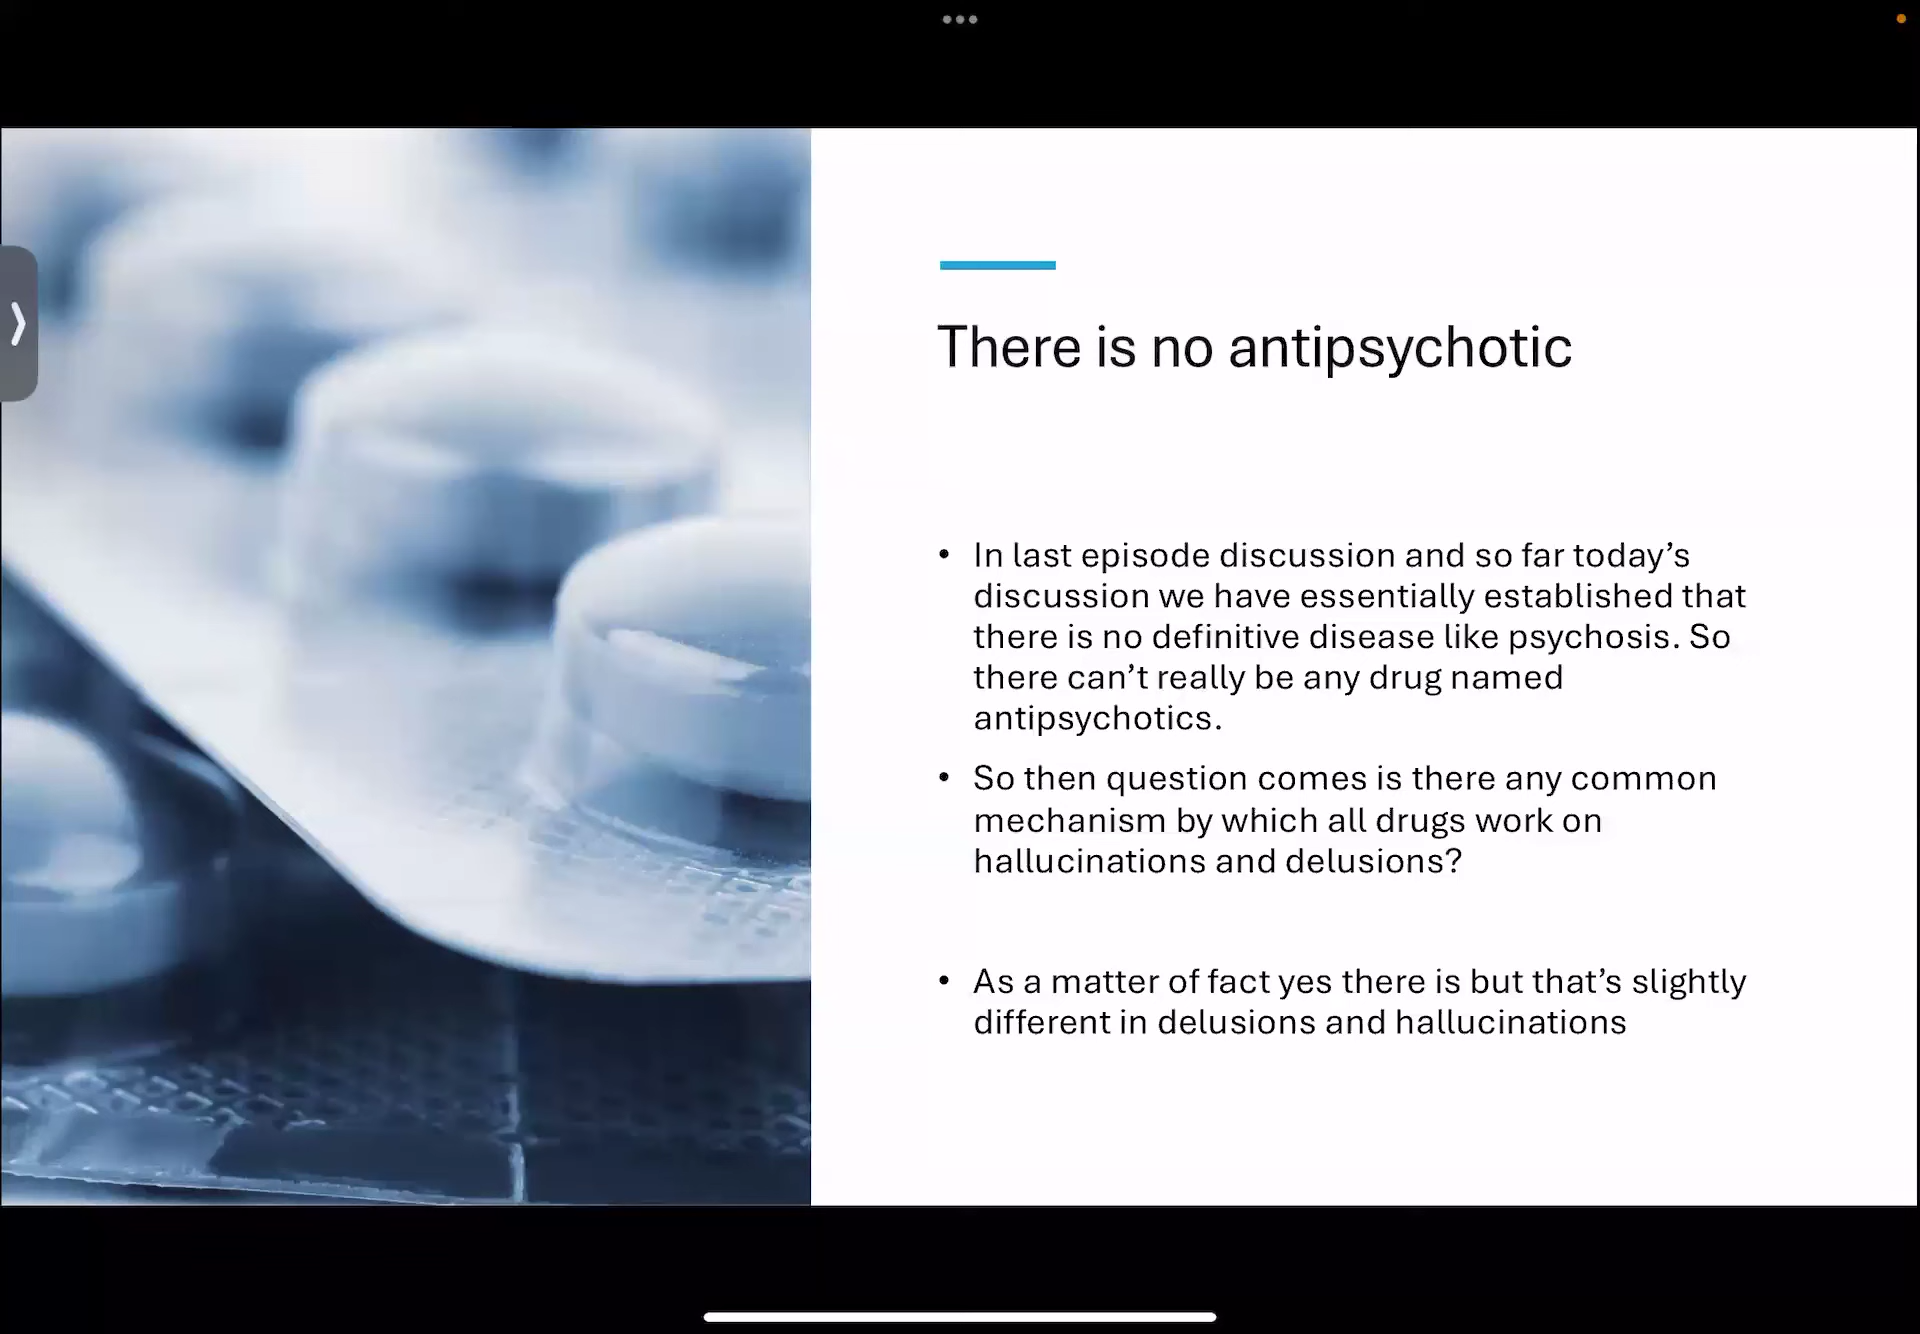 There is no antipsychotic
• In last episode discussion and so far today’s
discussion we have essentially established that
there is no definitive disease like psychosis. So
there can’t really be any drug named
antipsychotics.
• So then question comes is there any common
mechanism by which all drugs work on
hallucinations and delusions?
• As a matter of fact yes there is but that’s slightly
different in delusions and hallucinations